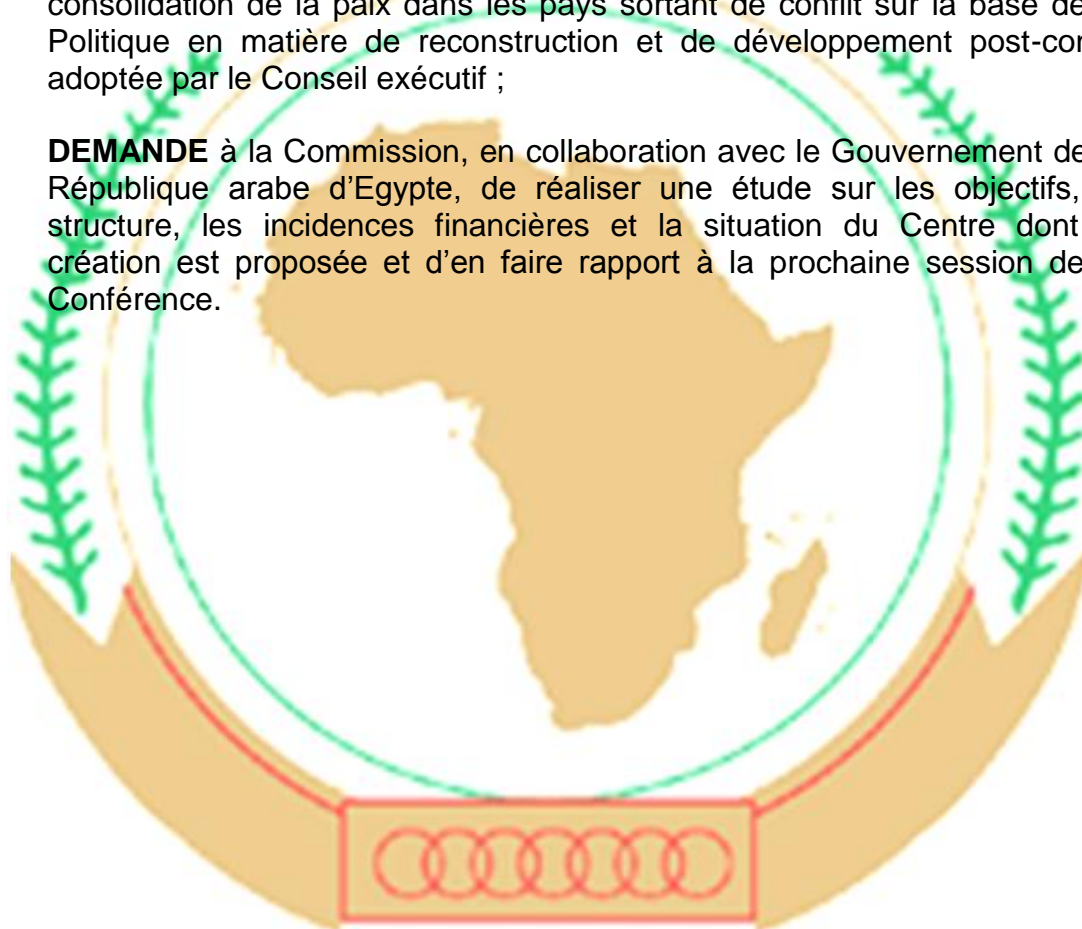 consolidation de la paix dans les pays sortant de conflit sur la base de
Politique en matière de reconstruction et de développement post-con
adoptée par le Conseil exécutif ;
DEMANDE à la Commission, en collaboration avec le Gouvernement de
République arabe d’Egypte, de réaliser une étude sur les objectifs,
structure, les incidences financières et la situation du Centre dont
création est proposée et d’en faire rapport à la prochaine session de
Conférence.